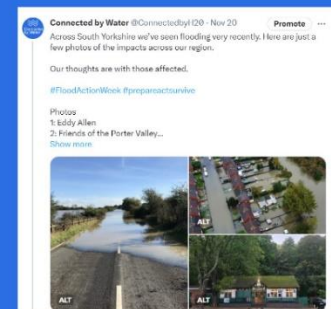 Connected by Water @ConnectedbyH20 · Nov 20
Promote ...
Across South Yorkshire we've seen flooding very recently. Here are just a
few photos of the impacts across our region.
Our thoughts are with those affected.
#FloodActionWeek #prepareactsurvive
Photos
1: Eddy Allen
2: Friends of the Porter Valley...
Show more
ALT
ALT
ALT